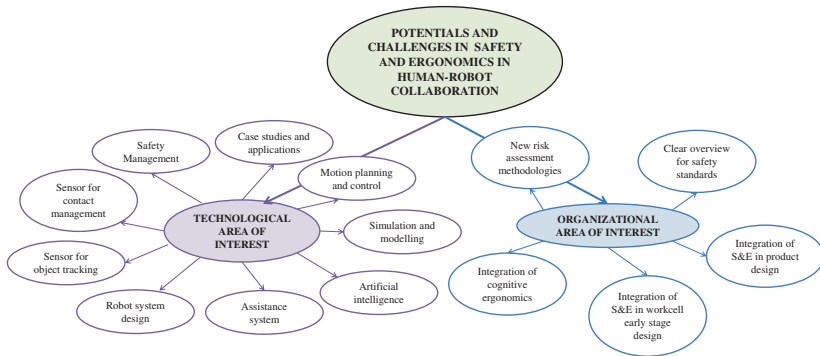 POTENTIALS AND
CHALLENGES IN SAFETY
AND ERGONOMICS IN
HUMAN-ROBOT
COLLABORATION
Case studies and
applications
Safety
Management
Sensor for
contact
management
Sensor for
object tracking
Robot system
design
Assistance
system
Artificial
intelligence
Simulation and
modelling
Motion planning
and control
TECHNOLOGICAL
AREA OF
INTEREST
New risk
assessment
methodologies
Clear overview
for safety
standards
ORGANIZATIONAL
AREA OF INTEREST
Integration of
S&E in product
design
Integration of
cognitive
ergonomics
Integration of
S&E in workcell
early stage
design